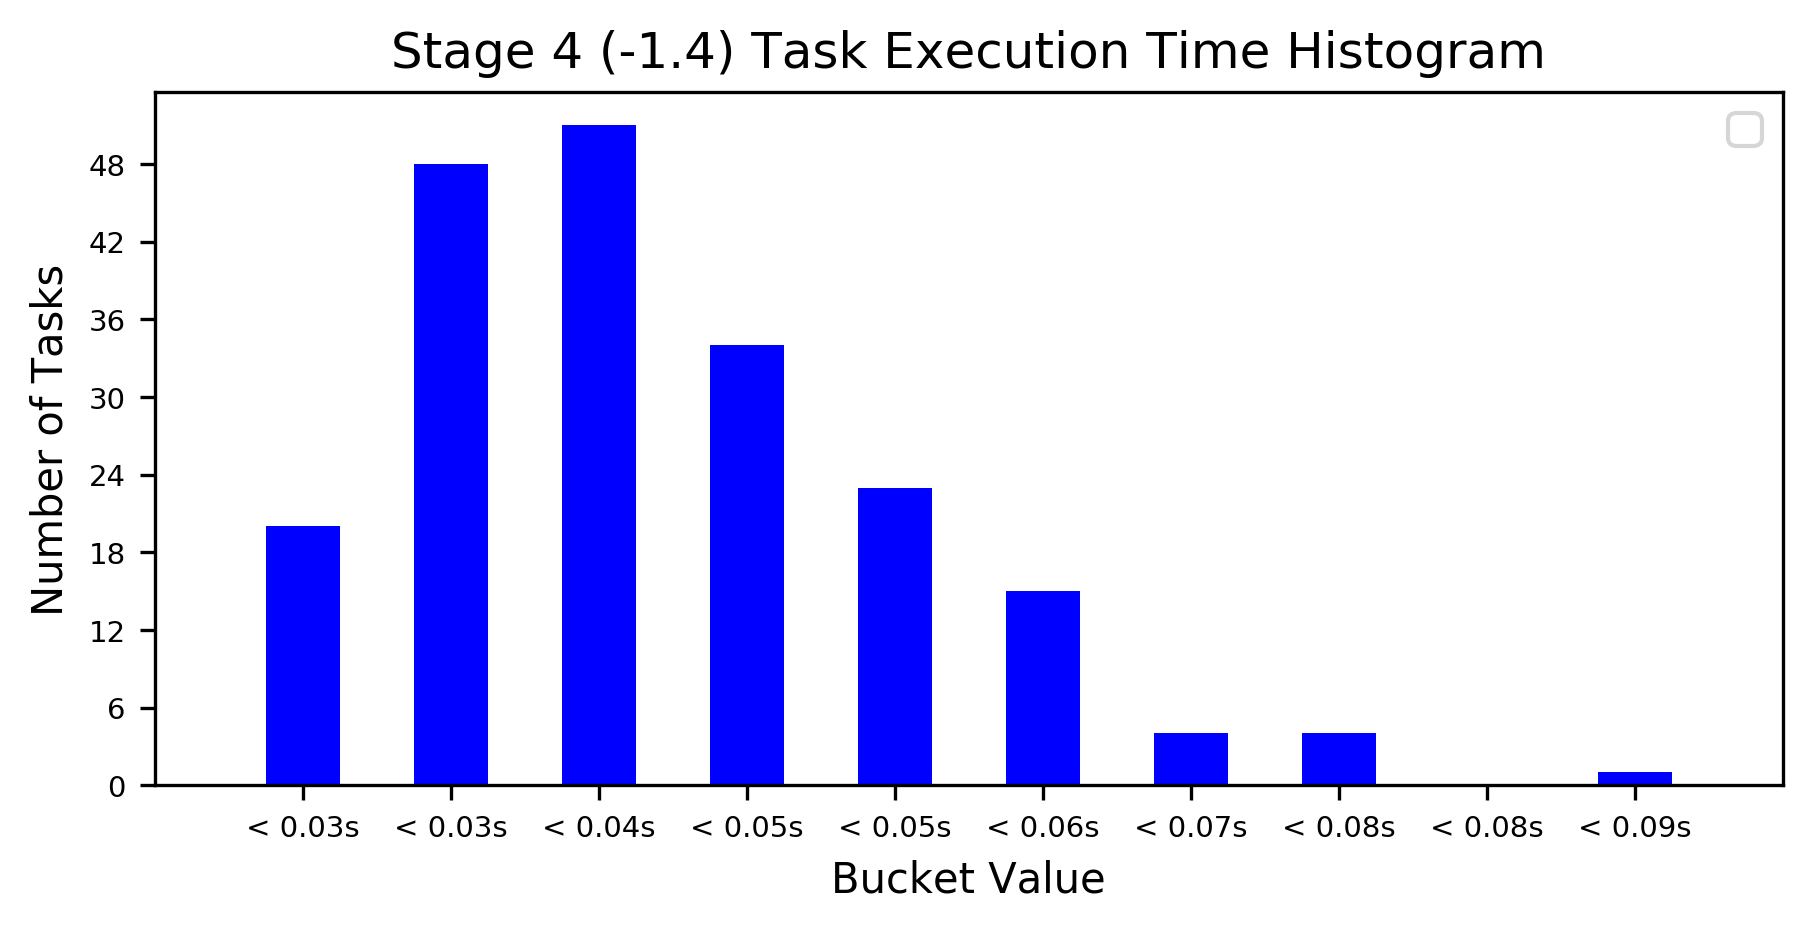 Stage 4 (-1.4) Task Execution Time Histogram
Number of Tasks
48
42
36
30
24
18
12
6
0
< 0.03s < 0.03s < 0.04s < 0.05s < 0.05s < 0.06s < 0.07s < 0.08s < 0.08s < 0.09s
Bucket Value